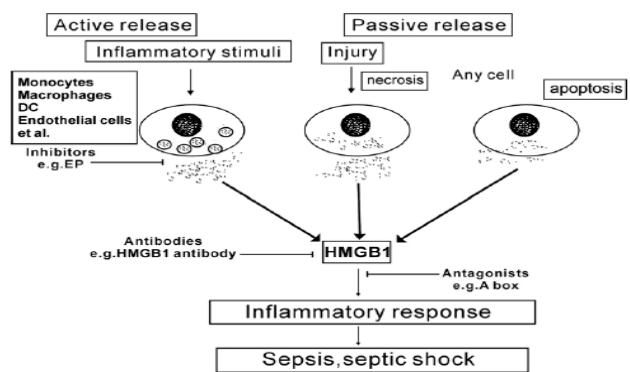 Active release
Passive release
Inflammatory stimuli
Injury
necrosis
Any cell
apoptosis
Monocytes
Macrophages
DC
Endothelial cells
et al.
Inhibitors
e.g.EP
Antibodies
e.g.HMGB1 antibody
HMGB1
Antagonists
e.g.A box
Inflammatory response
Sepsis,septic shock